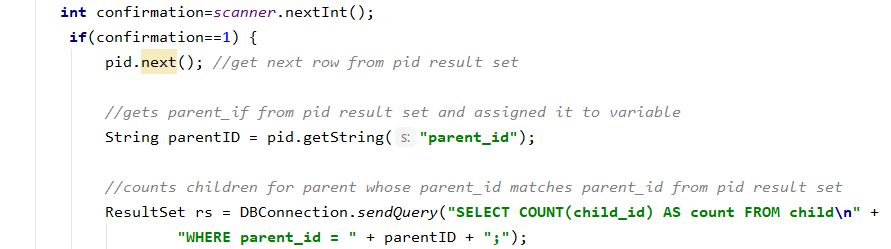 int confirmation=scanner.nextInt();
if(confirmation==1) {
pid.next(); //get next row from pid result set
//gets parent_if from pid result set and assigned it to variable
String parentID = pid.getString( s: "parent_id");
//counts children for parent whose parent_id matches parent_id from pid result set
ResultSet rs = DBConnection.sendQuery("SELECT COUNT(child_id) AS count FROM child\n" +
"WHERE parent_id = " + parentID + ";");